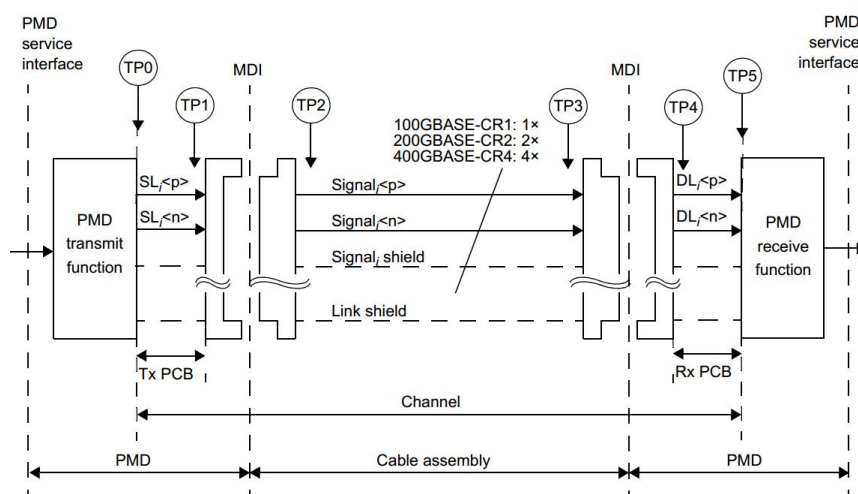 PMD
service
interface
PMD
service
interface
TP0
TP5
MDI
MDI
TP1
TP2
TP3
TP4
100GBASE-CR1: 1×
200GBASE-CR2: 2×
400GBASE-CR4: 4×
SLi<p>
Signali<p>
DLi<p>
SLi<n>
Signali<n>
DLi<n>
PMD
transmit
function
PMD
receive
function
Signali shield
Link shield
Tx PCB
Rx PCB
Channel
PMD
Cable assembly
PMD